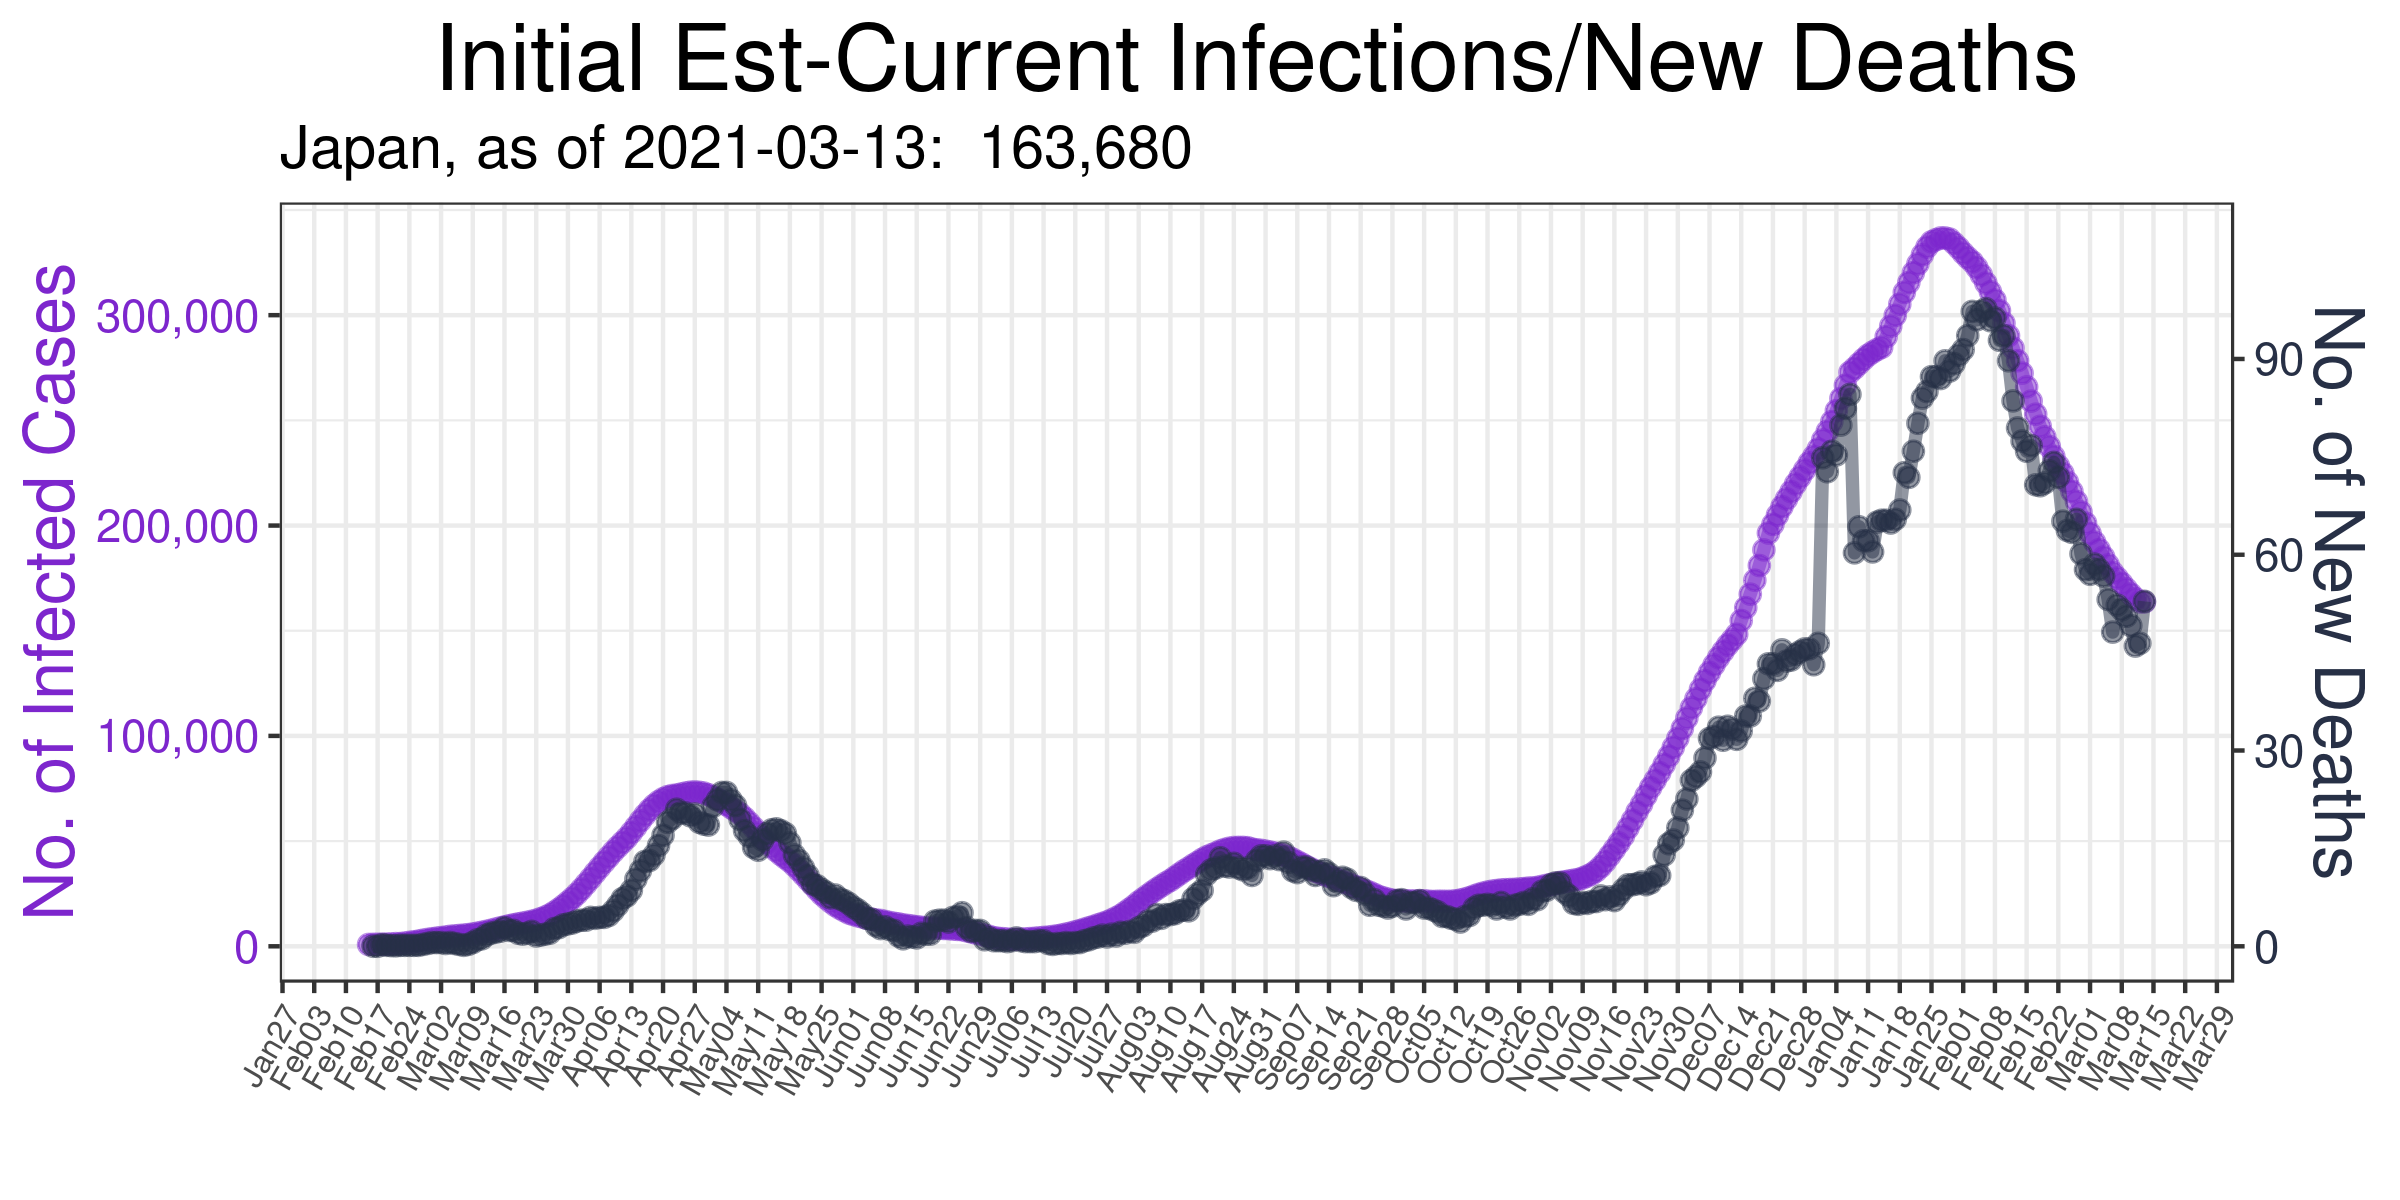 Initial Est-Current Infections/New Deaths
Japan, as of 2021-03-13:  163,680
No. of Infected Cases
300,000
200,000
100,000
0
No. of New Deaths
90
60
30
0
Jan27
Feb03
Feb10
Feb17
Feb24
Mar02
Mar09
Mar16
Mar23
Mar30
Apr06
Apr13
Apr20
Apr27
May04
May11
May18
May25
Jun01
Jun08
Jun15
Jun22
Jun29
Jul06
Jul13
Jul20
Jul27
Aug03
Aug10
Aug17
Aug24
Aug31
Sep07
Sep14
Sep21
Sep28
Oct05
Oct12
Oct19
Oct26
Nov02
Nov09
Nov16
Nov23
Nov30
Dec07
Dec14
Dec21
Dec28
Jan04
Jan11
Jan18
Jan25
Feb01
Feb08
Feb15
Feb22
Mar01
Mar08
Mar15
Mar22
Mar29